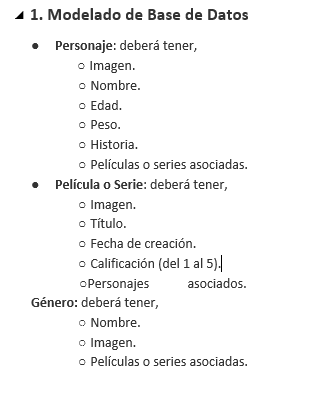 1. Modelado de Base de Datos
● Personaje: deberá tener,
○ Imagen.
○ Nombre.
○ Edad.
○ Peso.
○ Historia.
○ Películas o series asociadas.
● Película o Serie: deberá tener,
○ Imagen.
○ Título.
○ Fecha de creación.
○ Calificación (del 1 al 5).
○Personajes asociados.
Género: deberá tener,
○ Nombre.
○ Imagen.
○ Películas o series asociadas.